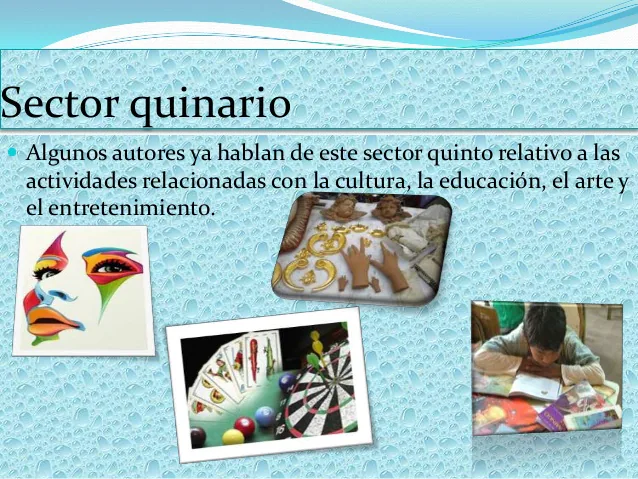 Sector quinario
Algunos autores ya hablan de este sector quinto relativo a las
actividades relacionadas con la cultura, la educación, el arte y
el entretenimiento.